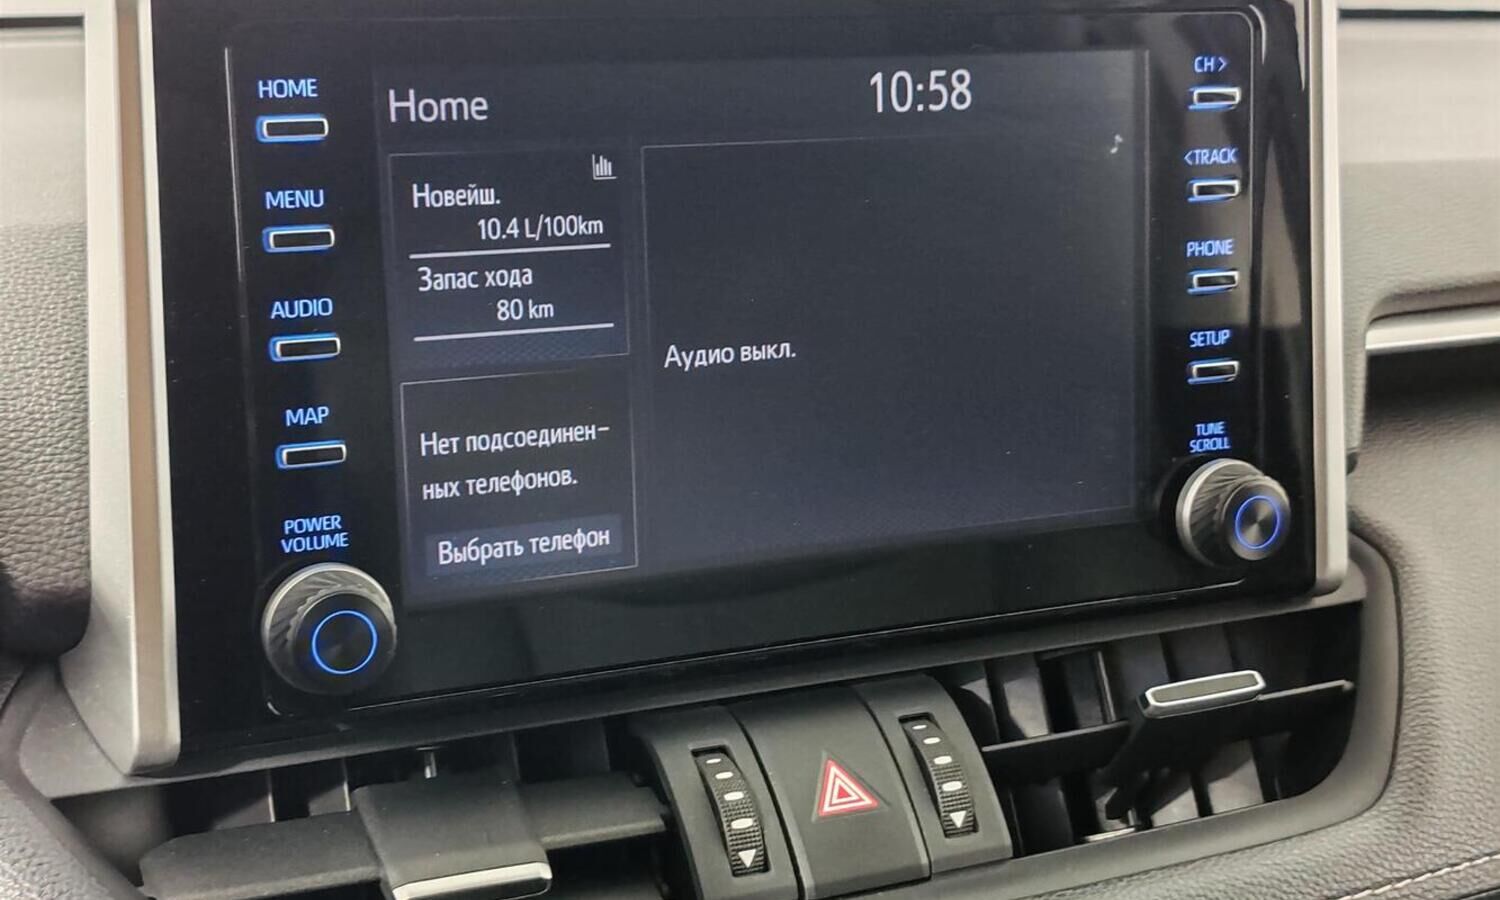 HOME
MENU
AUDIO
MAP
POWER
VOLUME
Home
10:58
Новейш.
10.4 L/100km
Запас хода
80 km
Нет подсоединен-
ных телефонов.
Выбрать телефон
Аудио выкл.
CH >
<TRACK
PHONE
SETUP
TUNE
SCROLL